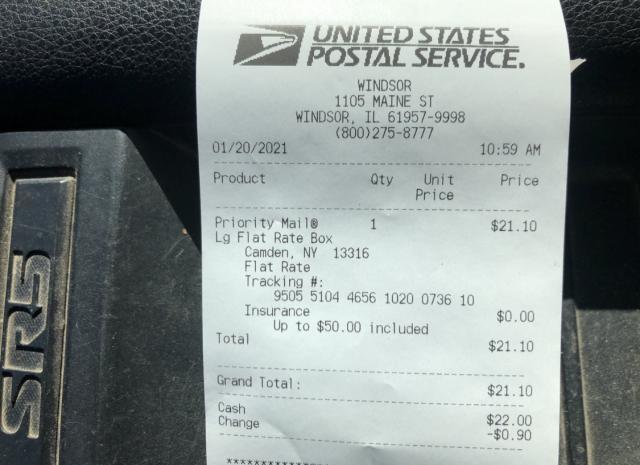 UNITED STATES
POSTAL SERVICE.
WINDSOR
1105 MAINE ST
WINDSOR, IL 61957-9998
(800)275-8777
01/20/2021 10:59 AM
Product Qty Unit Price
Price
Priority Mail® 1 $21.10
Lg Flat Rate Box
Camden, NY 13316
Flat Rate
Tracking #:
9505 5104 4656 1020 0736 10
Insurance $0.00
Up to $50.00 included
Total $21.10
Grand Total: $21.10
Cash $22.00
Change -$0.90
SR5